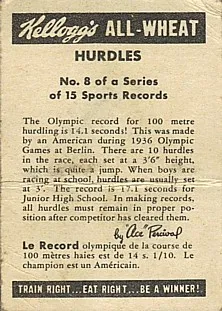 Kellogg's ALL-WHEAT
HURDLES
No. 8 of a Series
of 15 Sports Records
The Olympic record for 100 metre
hurdling is 14.1 seconds! This was made
by an American during 1936 Olympic
Games at Berlin. There are 10 hurdles
in the race, each set at a 3'6" height,
which is quite a jump. When boys are
racing at school, hurdles are usually set
at 3'. The record is 17.1 seconds for
Junior High School. In making records,
all hurdles must remain in proper posi-
tion after competitor has cleared them.
by "Ace" Percival
Le Record olympique de la course de
100 mètres haies est de 14 s. 1/10. Le
champion est un Américain.
TRAIN RIGHT... EAT RIGHT... BE A WINNER!